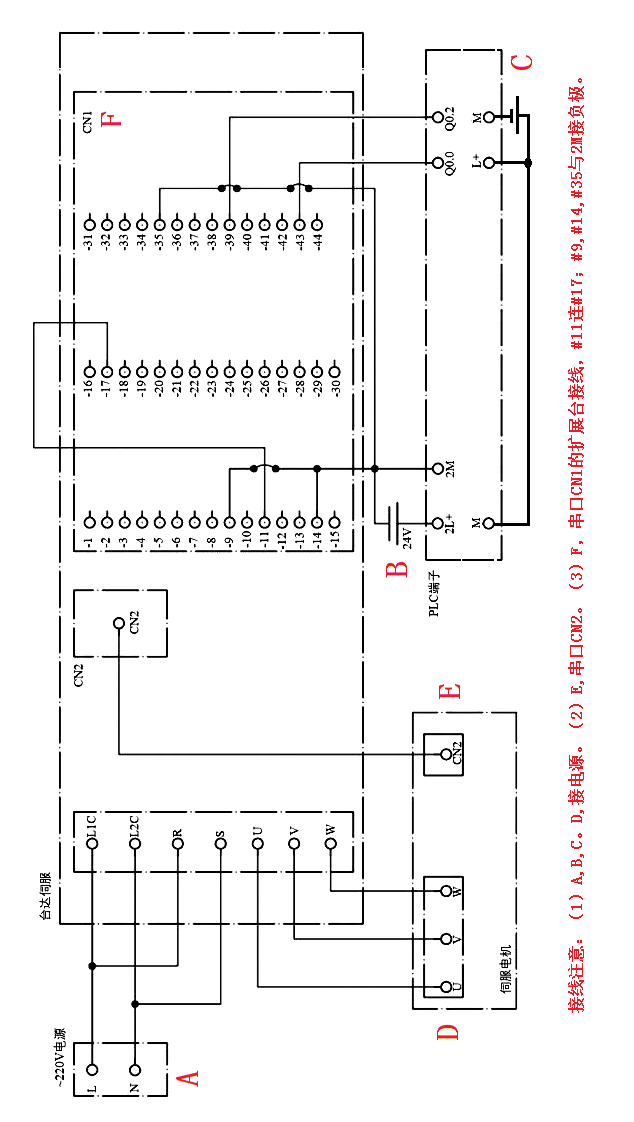 ~220V电源
L
N
A
台达伺服
L1C
L2C
R
S
U
V
W
CN2
CN2
CN1
F
-1
-2
-3
-4
-5
-6
-7
-8
-9
-10
-11
-12
-13
-14
-15
-16
-17
-18
-19
-20
-21
-22
-23
-24
-25
-26
-27
-28
-29
-30
-31
-32
-33
-34
-35
-36
-37
-38
-39
-40
-41
-42
-43
-44
D
U
V
W
伺服电机
E
CN2
B
24V
PLC端子
2L+
2M
Q0.0
Q0.2
M
L+
M
C
接线注意：（1）A,B,C。D,接电源。（2）E,串口CN2。（3）F，串口CN1的扩展台接线，#11连#17；#9,#14,#35与2M接负极。